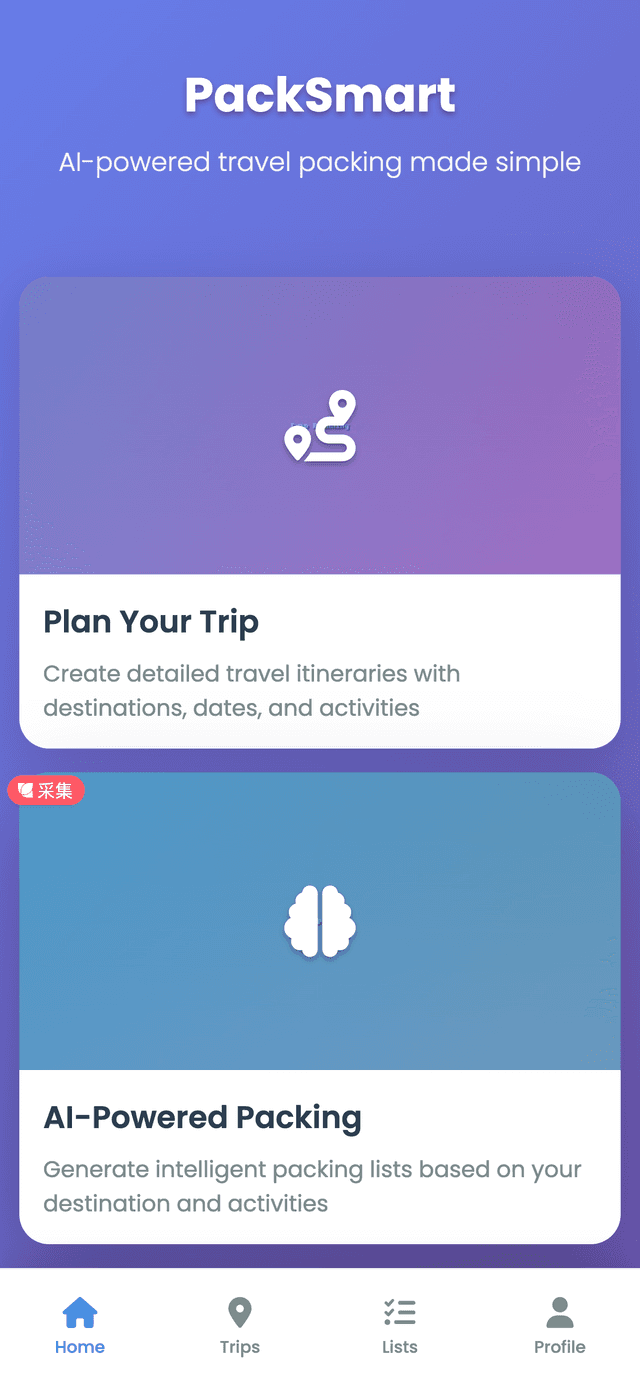 PackSmart
AI-powered travel packing made simple
Plan Your Trip
Create detailed travel itineraries with
destinations, dates, and activities
采集
AI-Powered Packing
Generate intelligent packing lists based on your
destination and activities
Home
Trips
Lists
Profile